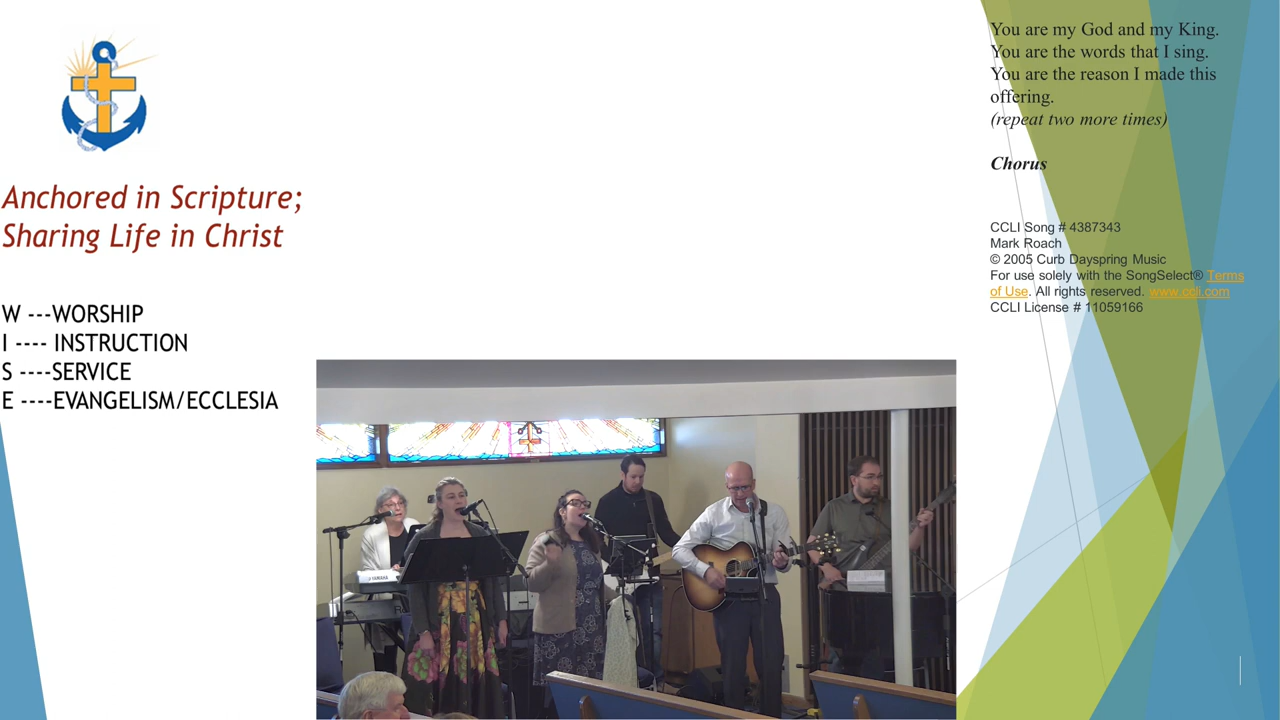 Anchored in Scripture;
Sharing Life in Christ
W ---WORSHIP
I ---- INSTRUCTION
S ----SERVICE
E ----EVANGELISM/ECCLESIA
You are my God and my King.
You are the words that I sing.
You are the reason I made this
offering.
(repeat two more times)
Chorus
CCLI Song # 4387343
Mark Roach
© 2005 Curb Dayspring Music
For use solely with the SongSelect® Terms
of Use. All rights reserved. www.ccli.com
CCLI License # 11059166
YAMAHA